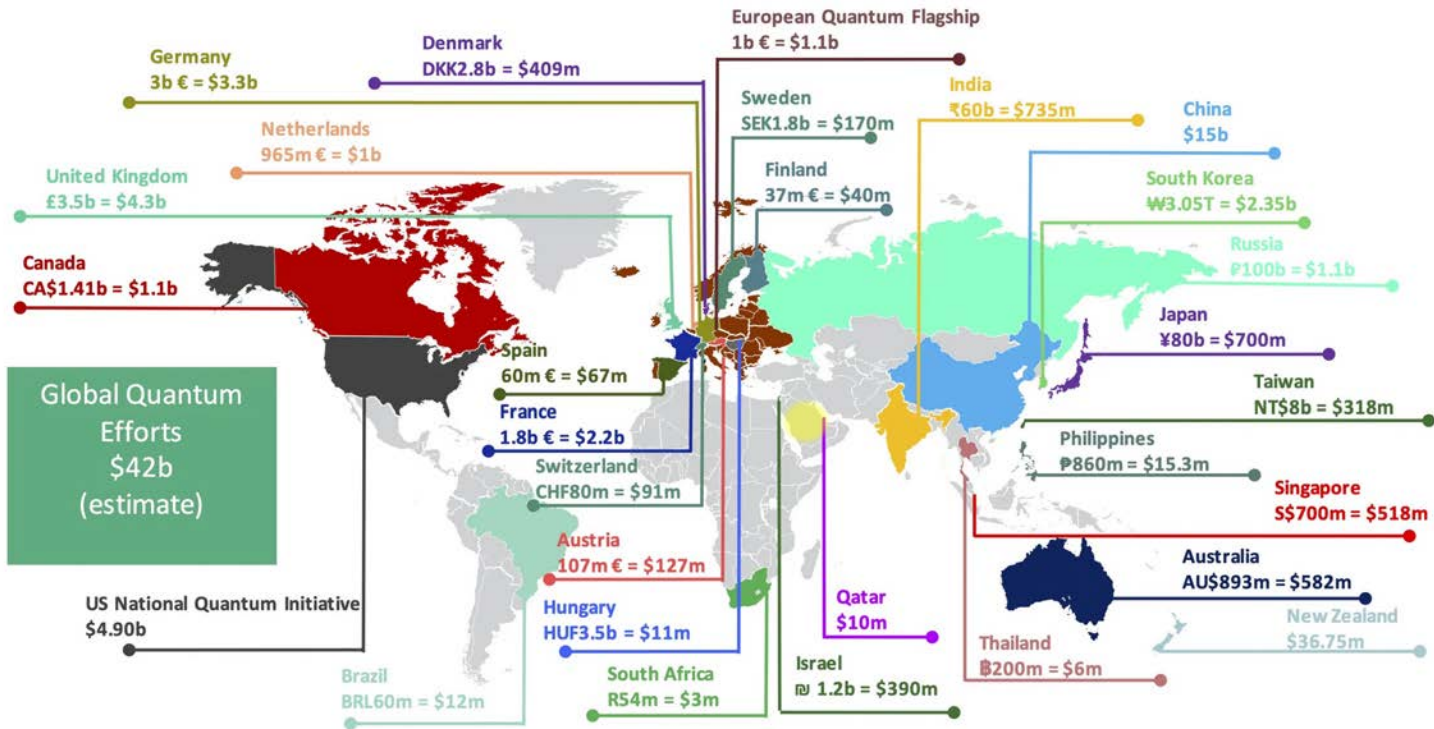 European Quantum Flagship
1b € = $1.1b
Denmark
DKK2.8b = $409m
Germany
3b € = $3.3b
Sweden
SEK1.8b = $170m
India
₹60b = $735m
China
$15b
Netherlands
965m € = $1b
United Kingdom
£3.5b = $4.3b
Finland
37m € = $40m
South Korea
₩3.05T = $2.35b
Russia
₽100b = $1.1b
Canada
CA$1.41b = $1.1b
Japan
¥80b = $700m
Spain
60m € = $67m
Taiwan
NT$8b = $318m
Global Quantum
Efforts
$42b
(estimate)
France
1.8b € = $2.2b
Philippines
₱860m = $15.3m
Switzerland
CHF80m = $91m
Singapore
S$700m = $518m
Austria
107m € = $127m
Australia
AU$893m = $582m
US National Quantum Initiative
$4.90b
Hungary
HUF3.5b = $11m
Qatar
$10m
New Zealand
$36.75m
Thailand
฿200m = $6m
Brazil
BRL60m = $12m
South Africa
R54m = $3m
Israel
₪ 1.2b = $390m